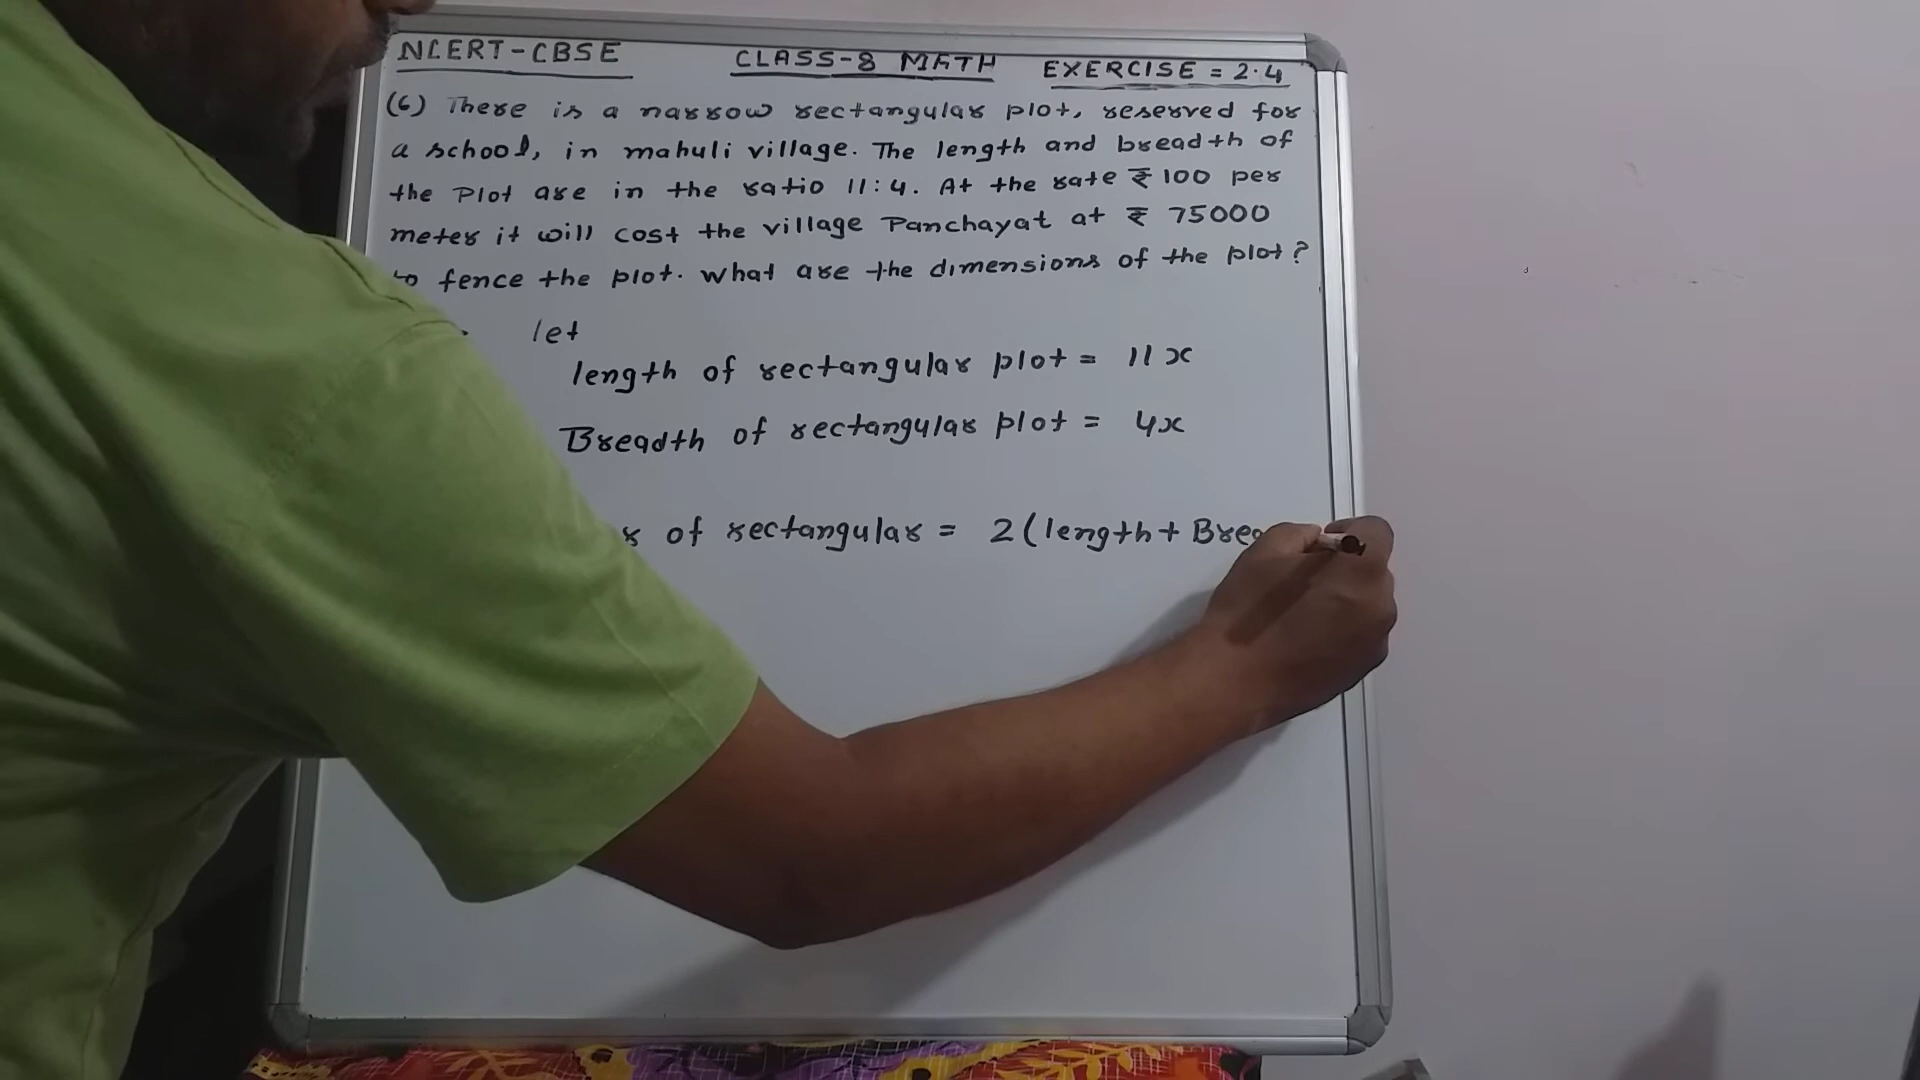 NCERT-CBSE CLASS-8 MATH EXERCISE = 2.4
(6) There is a narrow rectangular plot, reserved for
a school, in mahuli village. The length and breadth of
the Plot are in the ratio 11:4. At the rate ₹100 per
meter it will cost the village Panchayat at ₹ 75000
fence the plot. What are the dimensions of the plot?
let
length of rectangular plot = 11x
Breadth of rectangular plot = 4x
of rectangular = 2(length +